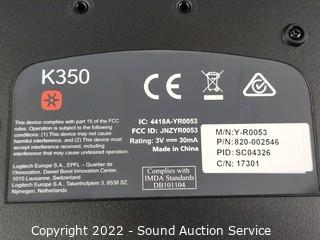 K350
This device complies with part 15 of the FCC
rules. Operation is subject to the following
two conditions: (1) This device may not cause
harmful interference, and (2) This device
must accept interference received, including
interference that may cause undesired
operation.
Logitech Europe S.A., EPFL – Quartier de
l'Innovation, Daniel Borel Innovation Center,
1015 Lausanne, Switzerland
Logitech Europe S.A. Takenhofplein 3, 6538 SZ,
Nijmegen, Netherlands.
IC: 4418A-YR0053
FCC ID: JNZYR0053
Rating: 3V ⎓ 30mA
Made in China
Complies with
IMDA Standards
DB101104
M/N:Y-R0053
P/N:820-002546
PID: SC04326
C/N: 17301
Copyright 2022 - Sound Auction Service